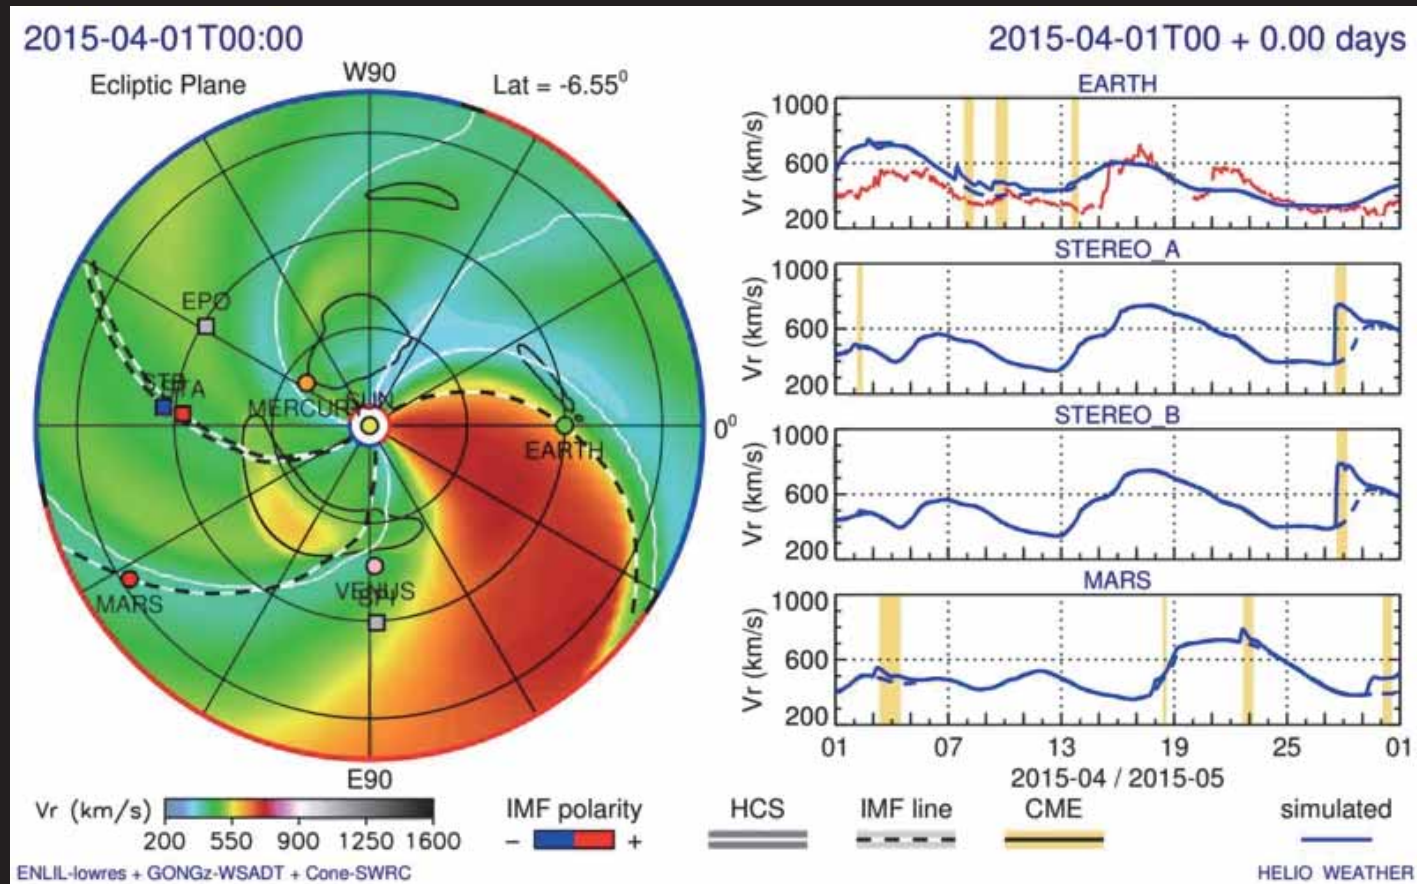 2015-04-01T00:00
2015-04-01T00 + 0.00 days
Ecliptic Plane
W90
Lat = -6.55⁰
EPO
STA
MERCURY
SUN
EARTH
0⁰
MARS
VENUS
E90
EARTH
Vr (km/s)
1000
600
200
STEREO_A
Vr (km/s)
1000
600
200
STEREO_B
Vr (km/s)
1000
600
200
MARS
Vr (km/s)
1000
600
200
01 07 13 19 25 01
2015-04 / 2015-05
Vr (km/s)
200 550 900 1250 1600
IMF polarity
– +
HCS
IMF line
CME
simulated
ENLIL-lowres + GONGz-WSADT + Cone-SWRC
HELIO WEATHER